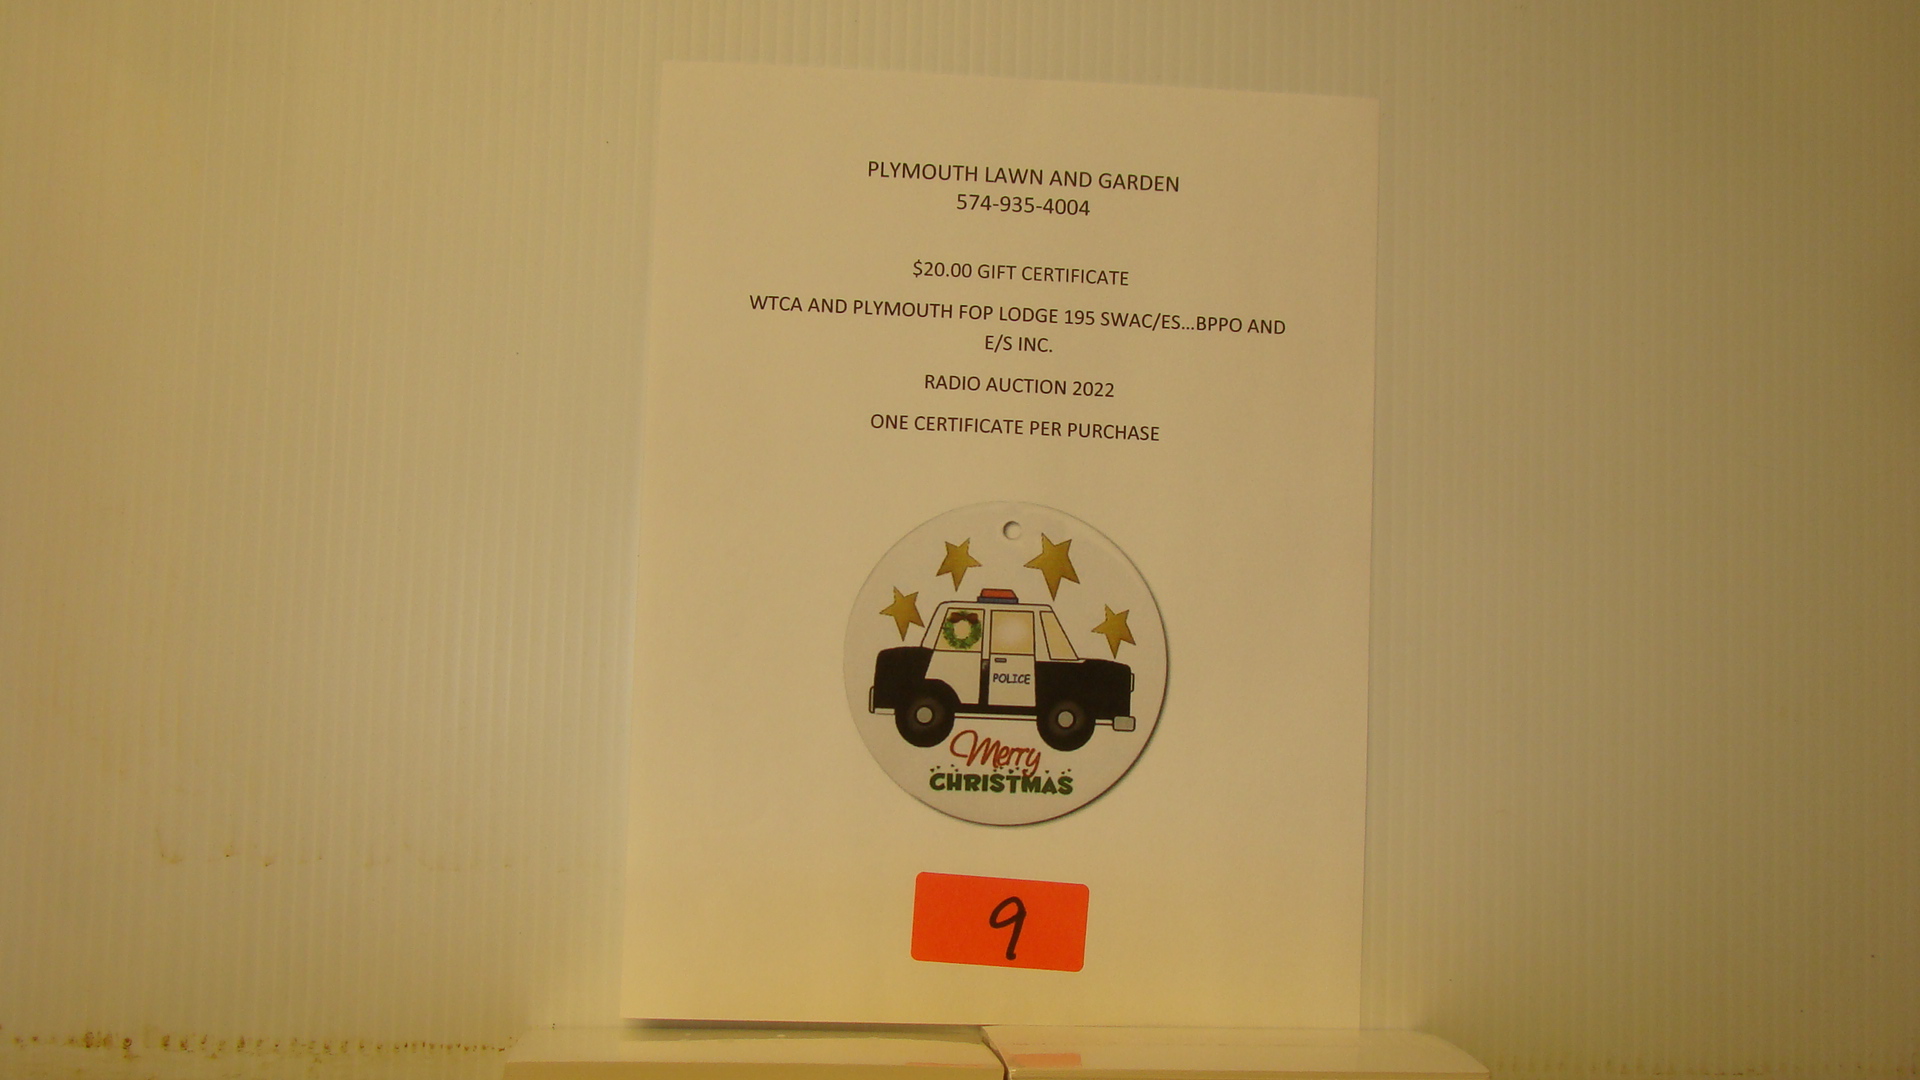 PLYMOUTH LAWN AND GARDEN
574-935-4004
$20.00 GIFT CERTIFICATE
WTCA AND PLYMOUTH FOP LODGE 195 SWAC/ES...BPPO AND
E/S INC.
RADIO AUCTION 2022
ONE CERTIFICATE PER PURCHASE
POLICE
Merry
CHRISTMAS
9